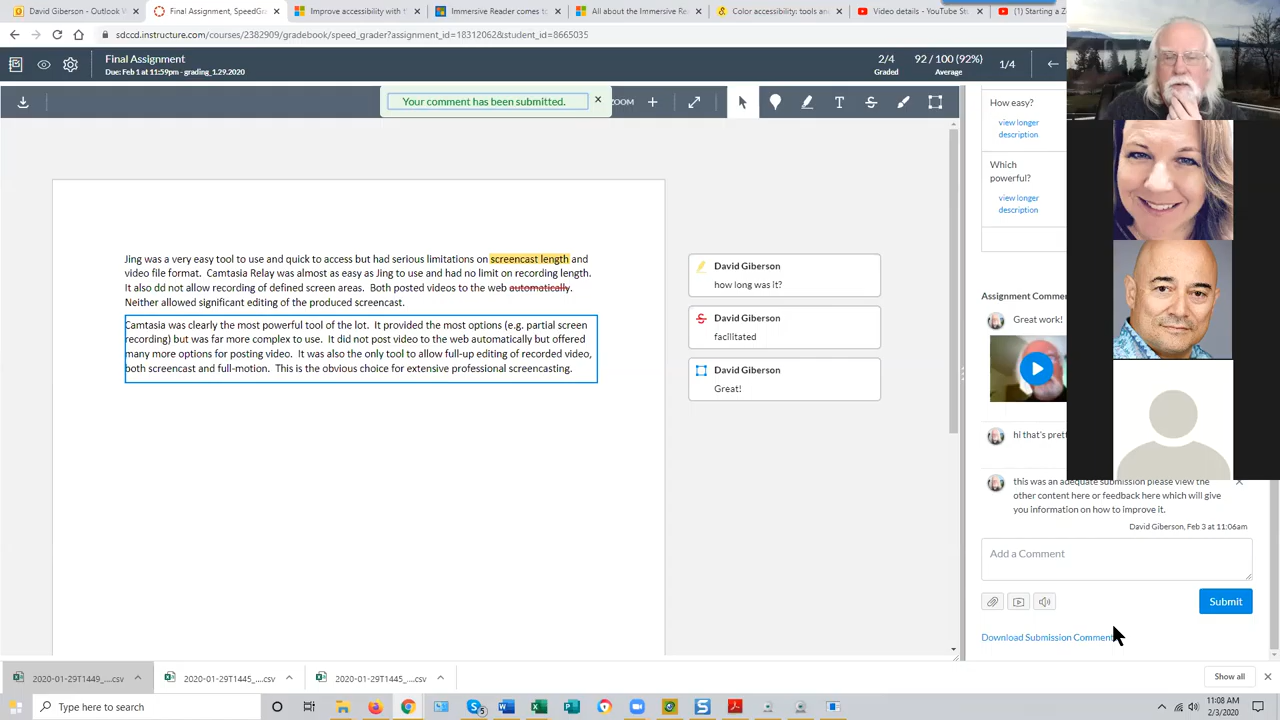 David Giberson - Outlook W
Final Assignment, SpeedGra
Improve accessibility with t
Immersive Reader comes to
All about the Immersive Re
Color accessibility: tools an
Video details - YouTube Stu
(1) Starting a Zo
sdccd.instructure.com/courses/2382909/gradebook/speed_grader?assignment_id=18312062&student_id=8665035
Final Assignment
Due: Feb 1 at 11:59pm - grading_1.29.2020
2/4
Graded
92 / 100 (92%)
Average
1/4
Your comment has been submitted.
ZOOM
How easy?
view longer
description
Which
powerful?
view longer
description
Jing was a very easy tool to use and quick to access but had serious limitations on screencast length and
video file format. Camtasia Relay was almost as easy as Jing to use and had no limit on recording length.
It also dd not allow recording of defined screen areas. Both posted videos to the web automatically.
Neither allowed significant editing of the produced screencast.
Camtasia was clearly the most powerful tool of the lot. It provided the most options (e.g. partial screen
recording) but was far more complex to use. It did not post video for the web automatically but offered
many more options for posting video. It was also the only tool to allow full-up editing of recorded video,
both screencast and full-motion. This is the obvious choice for extensive professional screencasting.
David Giberson
how long was it?
David Giberson
facilitated
David Giberson
Great!
Assignment Comme
Great work!
hi that's pret
this was an adequate submission please view the
other content here or feedback here which will give
you information on how to improve it.
David Giberson, Feb 3 at 11:06am
Add a Comment
Submit
Download Submission Comment
2020-01-29T1449_....csv
2020-01-29T1445_....csv
2020-01-29T1445_....csv
Show all
Type here to search
11:08 AM
2/3/2020